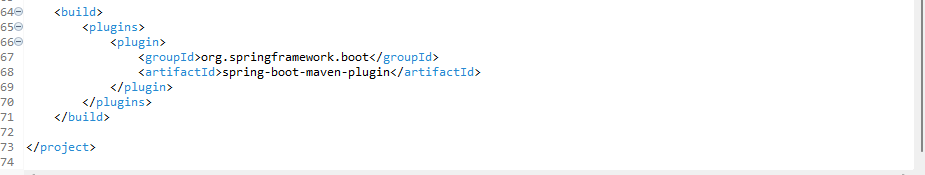 64 <build>
65 <plugins>
66 <plugin>
67 <groupId>org.springframework.boot</groupId>
68 <artifactId>spring-boot-maven-plugin</artifactId>
69 </plugin>
70 </plugins>
71 </build>
72
73 </project>
74